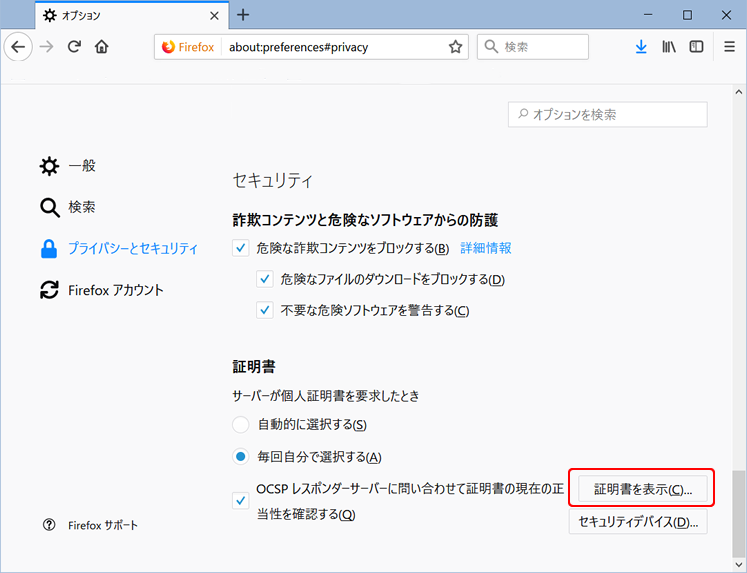 オプション
Firefox about:preferences#privacy 検索
オプションを検索
一般
検索
プライバシーとセキュリティ
Firefox アカウント
Firefox サポート
セキュリティ
詐欺コンテンツと危険なソフトウェアからの防護
危険な詐欺コンテンツをブロックする(B) 詳細情報
危険なファイルのダウンロードをブロックする(D)
不要な危険ソフトウェアを警告する(C)
証明書
サーバーが個人証明書を要求したとき
自動的に選択する(S)
毎回自分で選択する(A)
OCSP レスポンダーサーバーに問い合わせて証明書の現在の正
当性を確認する(Q)
証明書を表示(C)...
セキュリティデバイス(D)...